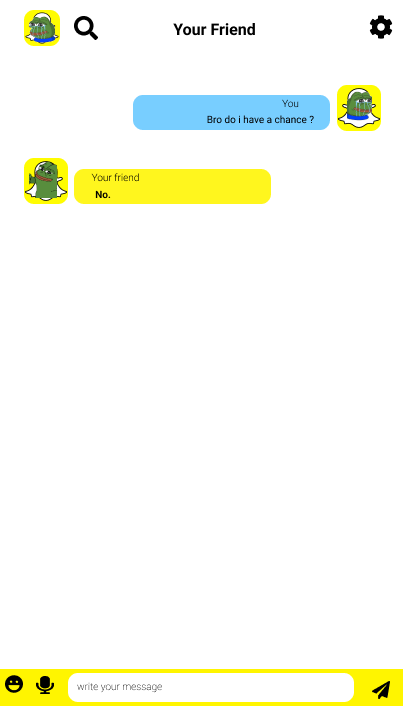 Your Friend
You
Bro do i have a chance ?
Your friend
No.
write your message